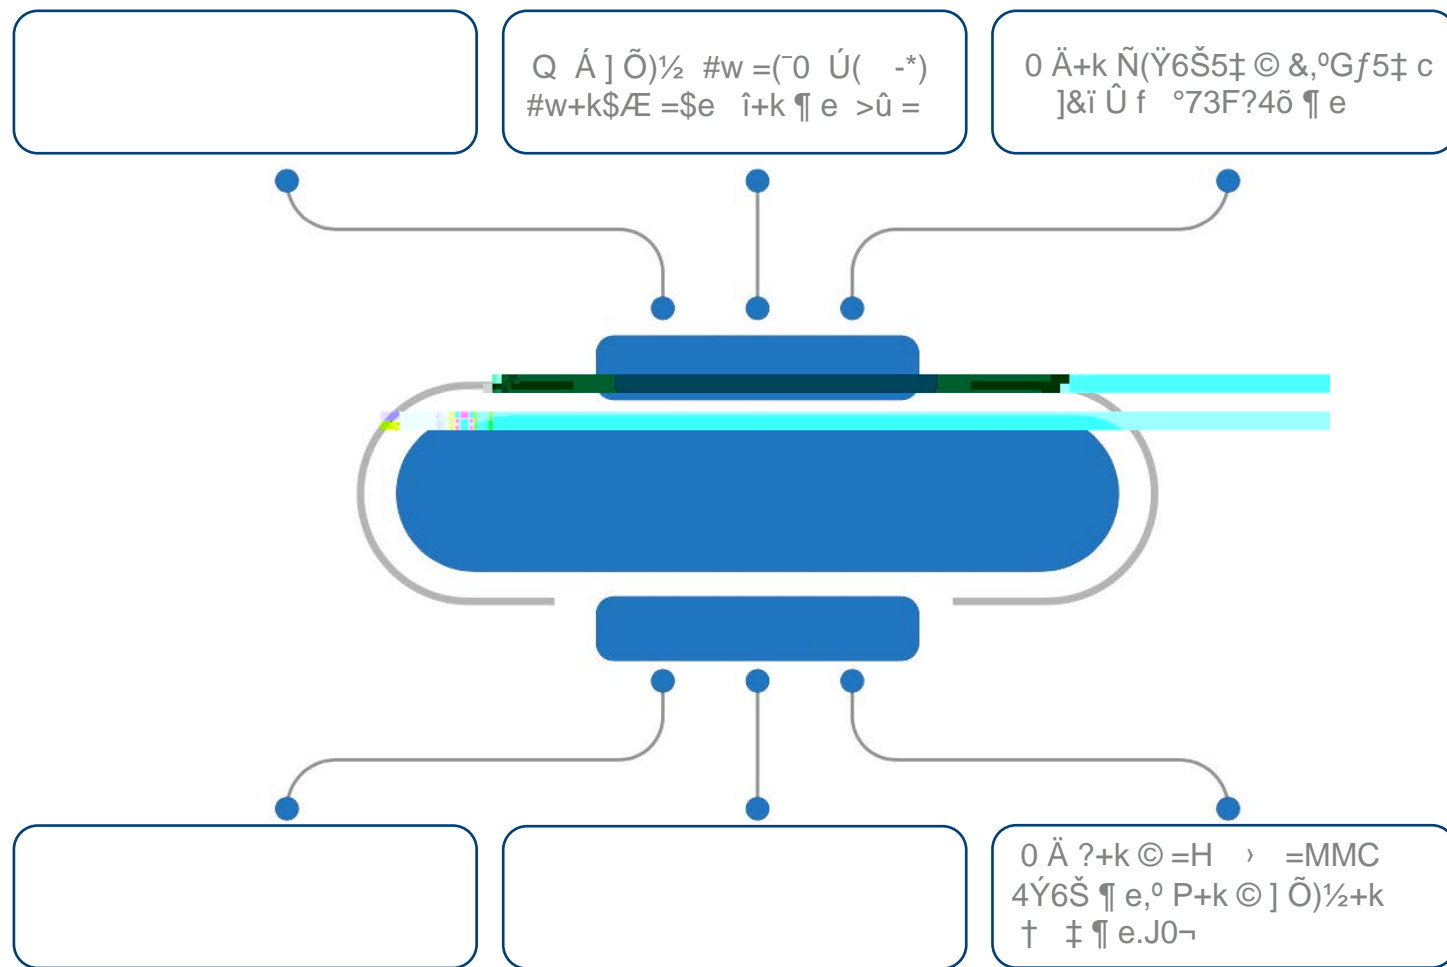 Q Á ] Õ)½ #w =(¯0 Ú( -*)
#w+k$Æ =$e î+k ¶ e >û =
0 Ä+k Ñ(Ÿ6Š5‡ © &,ºGƒ5‡ c
]&ï Û f °73F?4õ ¶ e
0 Ä ?+k © =H › =MMC
4Ý6Š ¶ e,º P+k © ] Õ)½+k
† ‡ ¶ e.J0¬